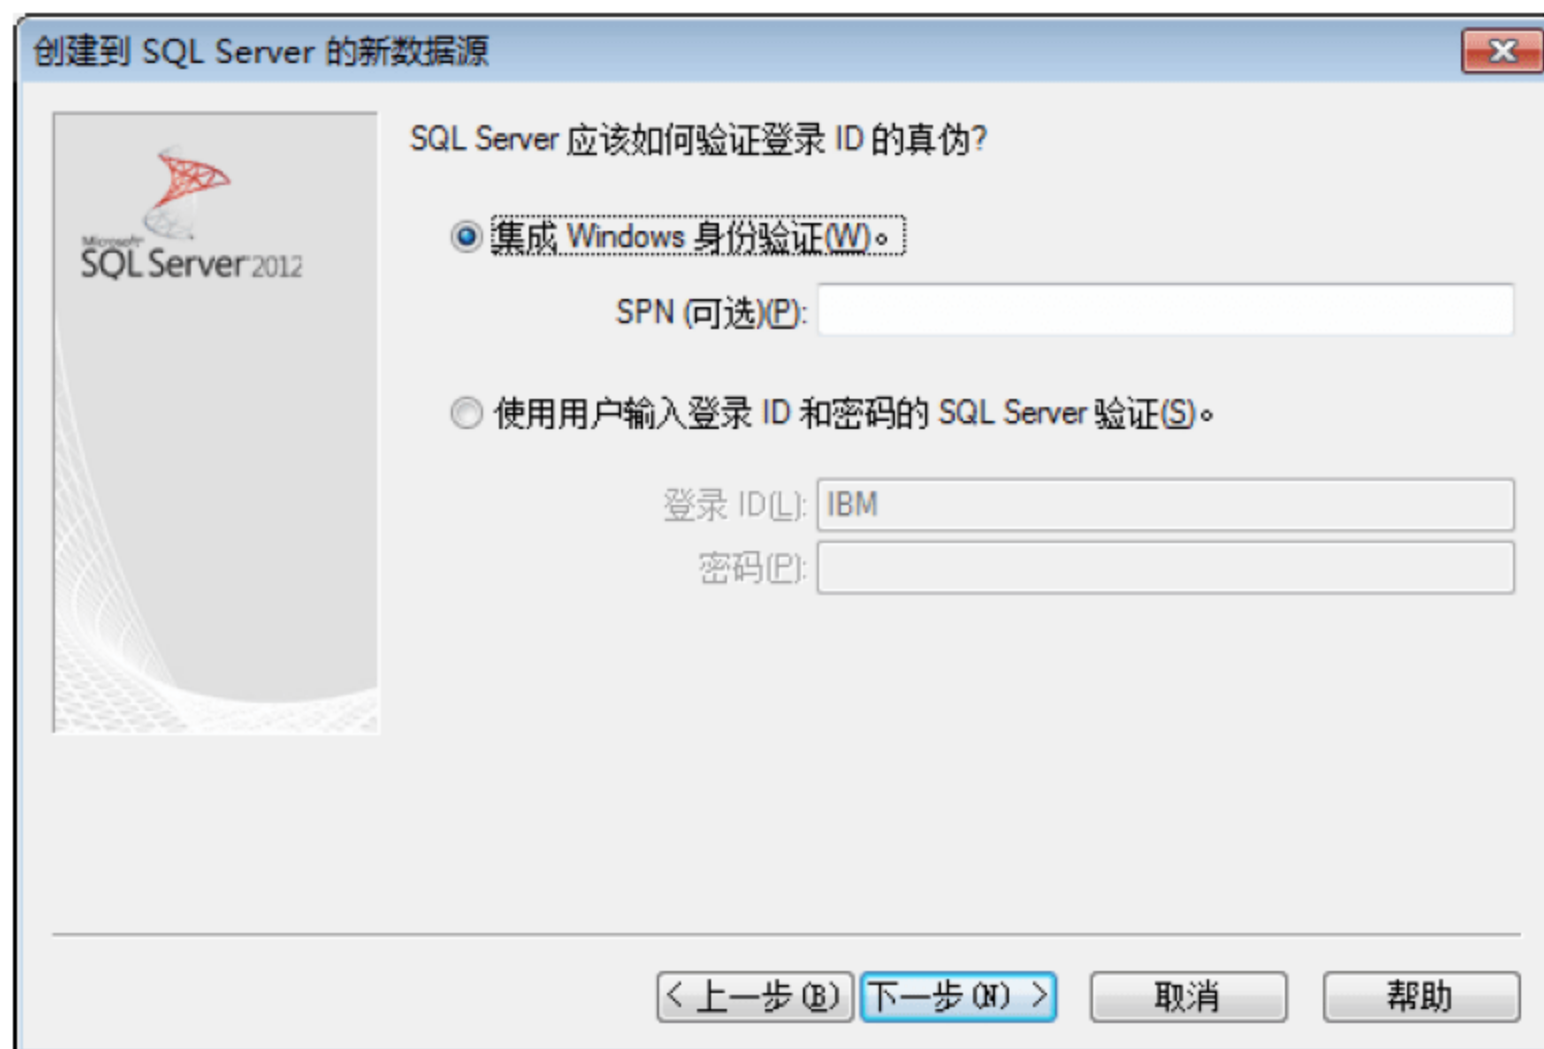 创建到 SQL Server 的新数据源
SQL Server 应该如何验证登录 ID 的真伪?
Microsoft
SQL Server 2012
集成 Windows 身份验证(W)。
SPN (可选)(P):
使用用户输入登录 ID 和密码的 SQL Server 验证(S)。
登录 ID(L): IBM
密码(P):
< 上一步(B) 下一步(N) > 取消 帮助